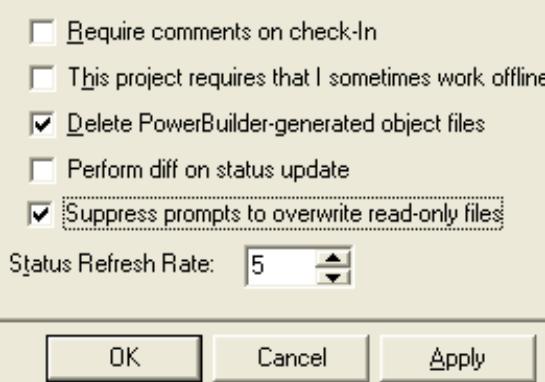 Require comments on check-In
This project requires that I sometimes work offline
Delete PowerBuilder-generated object files
Perform diff on status update
Suppress prompts to overwrite read-only files
Status Refresh Rate: 5
OK Cancel Apply